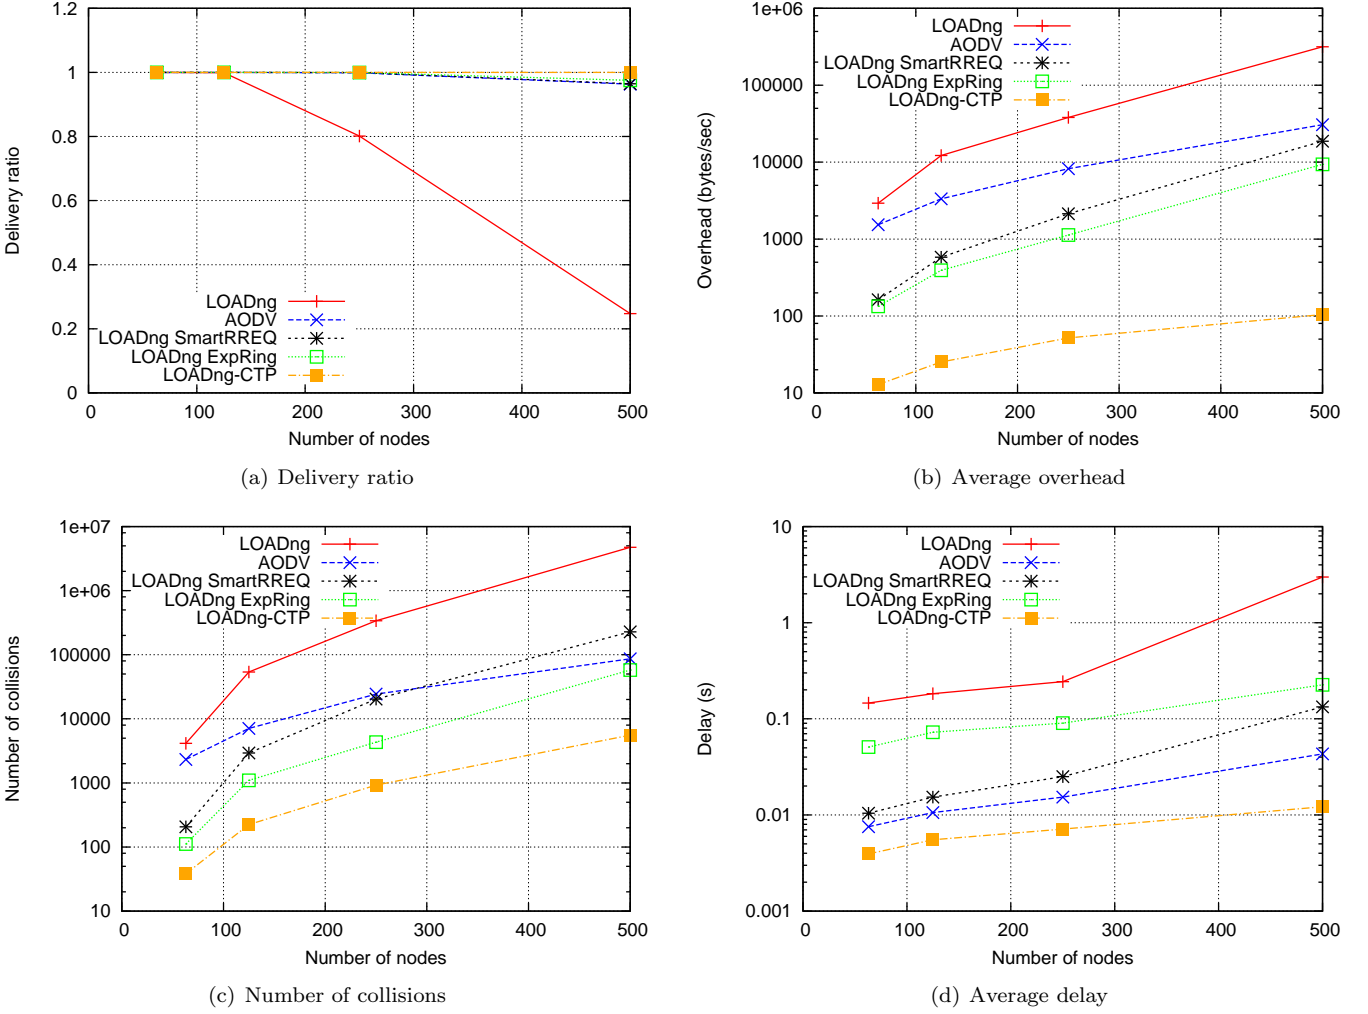 1.2
1
0.8
0.6
0.4
0.2
0
0 100 200 300 400 500
Delivery ratio
Number of nodes
LOADng
AODV
LOADng SmartRREQ
LOADng ExpRing
LOADng-CTP
(a) Delivery ratio
1e+06
100000
10000
1000
100
10
0 100 200 300 400 500
Overhead (bytes/sec)
Number of nodes
LOADng
AODV
LOADng SmartRREQ
LOADng ExpRing
LOADng-CTP
(b) Average overhead
1e+07
1e+06
100000
10000
1000
100
10
0 100 200 300 400 500
Number of collisions
Number of nodes
LOADng
AODV
LOADng SmartRREQ
LOADng ExpRing
LOADng-CTP
(c) Number of collisions
10
1
0.1
0.01
0.001
0 100 200 300 400 500
Delay (s)
Number of nodes
LOADng
AODV
LOADng SmartRREQ
LOADng ExpRing
LOADng-CTP
(d) Average delay